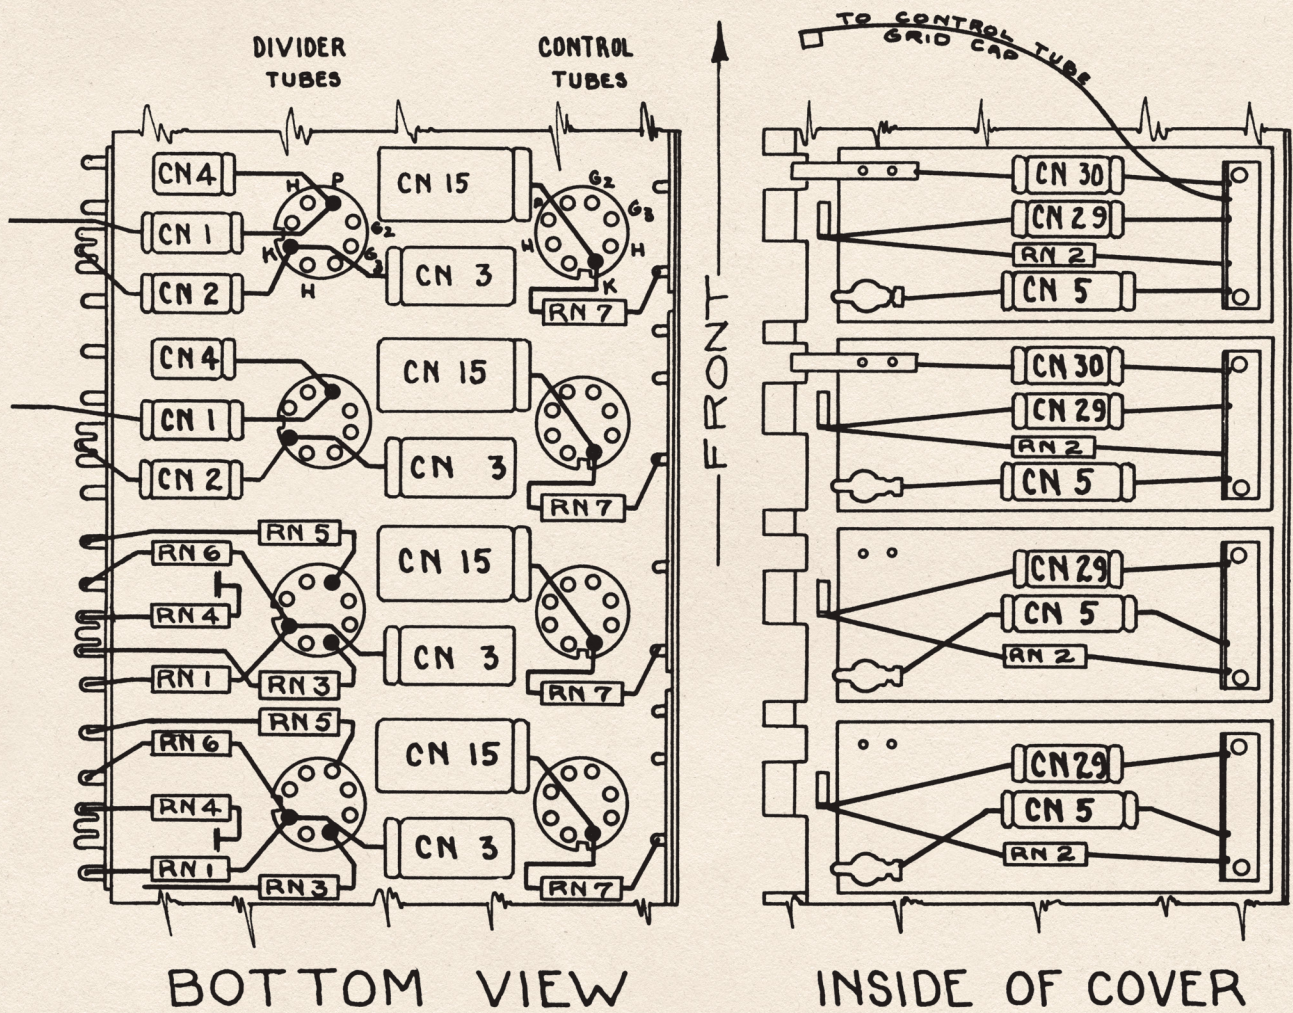 TO CONTROL TUBE
GRID CAP
DIVIDER
TUBES
CONTROL
TUBES
CN 4
H
P
CN 1
G2
K
G3
H
CN 2
CN 15
CN 3
G2
P
G3
H
H
K
RN 7
CN 4
CN 1
CN 2
CN 15
CN 3
RN 7
RN 5
RN 6
RN 4
RN 1
RN 3
CN 15
CN 3
RN 7
RN 5
RN 6
RN 4
RN 1
RN 3
CN 15
CN 3
RN 7
BOTTOM VIEW
FRONT
CN 30
CN 29
RN 2
CN 5
CN 30
CN 29
RN 2
CN 5
CN 29
CN 5
RN 2
CN 29
CN 5
RN 2
INSIDE OF COVER